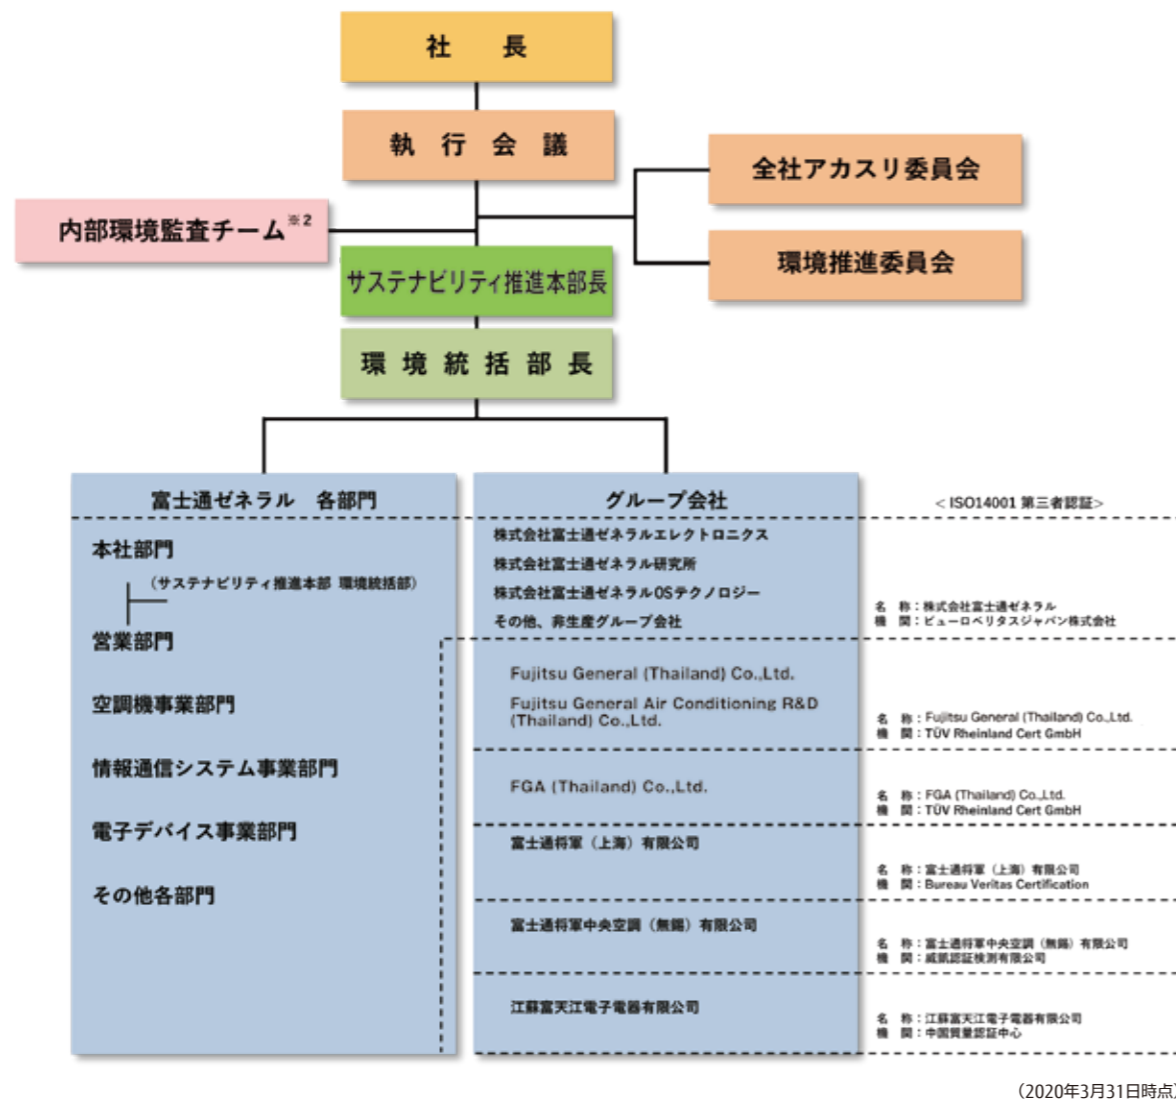 社　長
執 行 会 議
全社アカスリ委員会
内部環境監査チーム※2
環境推進委員会
サステナビリティ推進本部長
環 境 統 括 部 長
富士通ゼネラル　各部門
本社部門
（サステナビリティ推進本部 環境統括部）
営業部門
空調機事業部門
情報通信システム事業部門
電子デバイス事業部門
その他各部門
グループ会社
株式会社富士通ゼネラルエレクトロニクス
株式会社富士通ゼネラル研究所
株式会社富士通ゼネラルOSテクノロジー
その他、非生産グループ会社
Fujitsu General (Thailand) Co.,Ltd.
Fujitsu General Air Conditioning R&D
(Thailand) Co.,Ltd.
FGA (Thailand) Co.,Ltd.
富士通将軍（上海）有限公司
富士通将軍中央空調（無錫）有限公司
江蘇富天江電子電器有限公司
＜ISO14001 第三者認証＞
名　称：株式会社富士通ゼネラル
機　関：ビューロベリタスジャパン株式会社
名　称：Fujitsu General (Thailand) Co.,Ltd.
機　関：TÜV Rheinland Cert GmbH
名　称：FGA (Thailand) Co.,Ltd.
機　関：TÜV Rheinland Cert GmbH
名　称：富士通将軍（上海）有限公司
機　関：Bureau Veritas Certification
名　称：富士通将軍中央空調（無錫）有限公司
機　関：威凱認証検測有限公司
名　称：江蘇富天江電子電器有限公司
機　関：中国質量認証中心
（2020年3月31日時点）